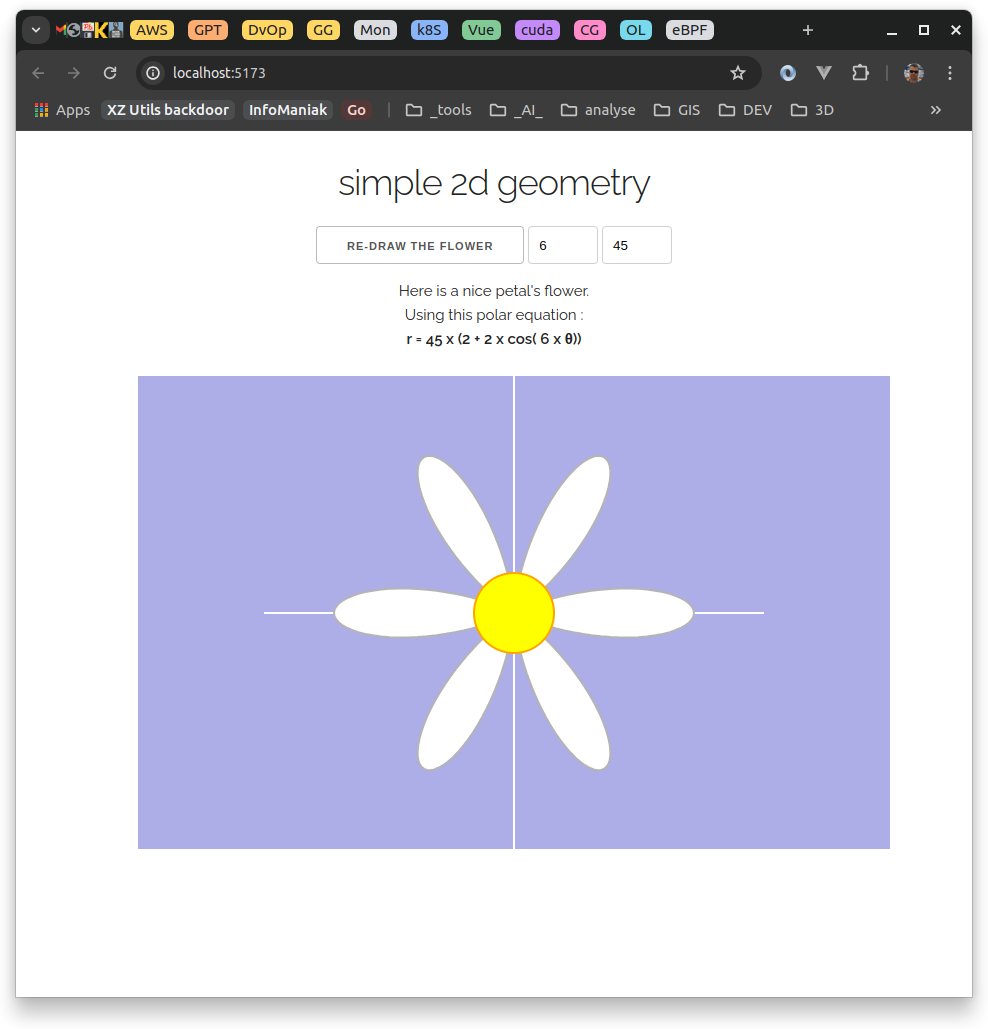 AWS GPT DvOp GG Mon k8S Vue cuda CG OL eBPF
localhost:5173
Apps XZ Utils backdoor InfoManiak Go _tools _AI_ analyse GIS DEV 3D
simple 2d geometry
RE-DRAW THE FLOWER 6 45
Here is a nice petal's flower.
Using this polar equation :
r = 45 x (2 + 2 x cos( 6 x θ))